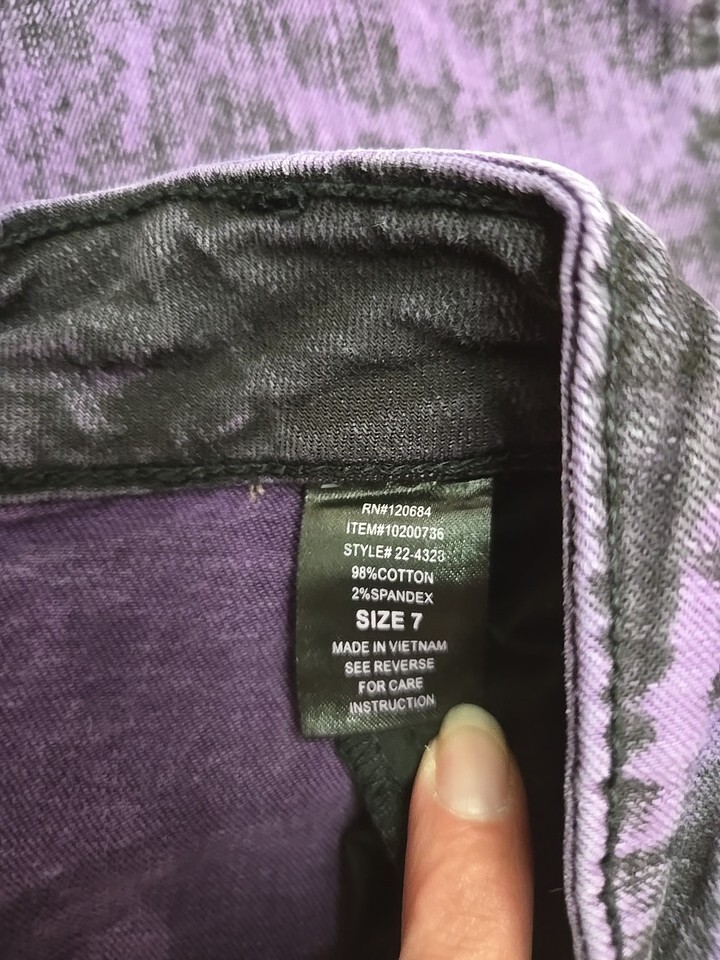 RN#120684
ITEM#10200736
STYLE# 22-4323
98%COTTON
2%SPANDEX
SIZE 7
MADE IN VIETNAM
SEE REVERSE
FOR CARE
INSTRUCTION